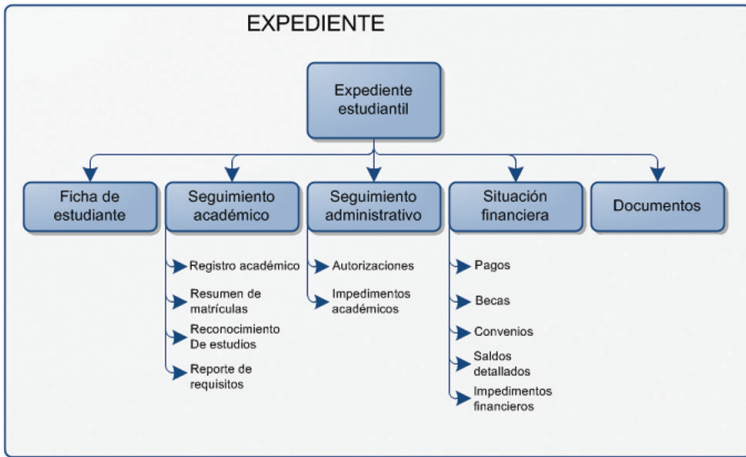 EXPEDIENTE
Expediente
estudiantil
Ficha de
estudiante
Seguimiento
académico
Seguimiento
administrativo
Situación
financiera
Documentos
Registro académico
Resumen de
matrículas
Reconocimiento
De estudios
Reporte de
requisitos
Autorizaciones
Impedimentos
académicos
Pagos
Becas
Convenios
Saldos
detallados
Impedimentos
financieros